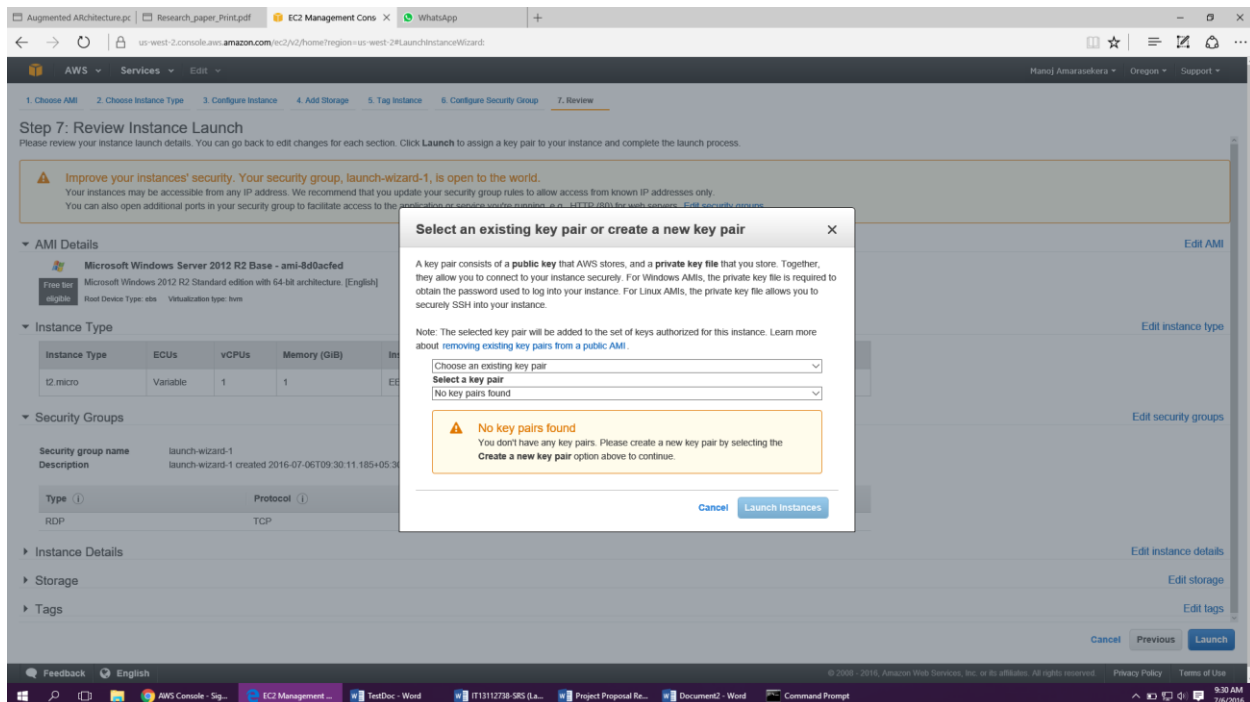 Augmented ARchitecture.pc Research_paper_Print.pdf EC2 Management Cons WhatsApp
us-west-2.console.aws.amazon.com/ec2/v2/home?region=us-west-2#LaunchInstanceWizard:
AWS Services Edit Manoj Amarasekera Oregon Support
1. Choose AMI 2. Choose Instance Type 3. Configure Instance 4. Add Storage 5. Tag Instance 6. Configure Security Group 7. Review
Step 7: Review Instance Launch
Please review your instance launch details. You can go back to edit changes for each section. Click Launch to assign a key pair to your instance and complete the launch process.
Improve your instances' security. Your security group, launch-wizard-1, is open to the world.
Your instances may be accessible from any IP address. We recommend that you update your security group rules to allow access from known IP addresses only.
You can also open additional ports in your security group to facilitate access to the application or service you're running, e.g., HTTP (80) for web servers. Edit security groups
Select an existing key pair or create a new key pair
A key pair consists of a public key that AWS stores, and a private key file that you store. Together,
they allow you to connect to your instance securely. For Windows AMIs, the private key file is required to
obtain the password used to log into your instance. For Linux AMIs, the private key file allows you to
securely SSH into your instance.
Note: The selected key pair will be added to the set of keys authorized for this instance. Learn more
about removing existing key pairs from a public AMI.
Choose an existing key pair
Select a key pair
No key pairs found
No key pairs found
You don't have any key pairs. Please create a new key pair by selecting the
Create a new key pair option above to continue.
Cancel Launch Instances
AMI Details Edit AMI
Microsoft Windows Server 2012 R2 Base - ami-8d0acfed
Free tier eligible
Microsoft Windows 2012 R2 Standard edition with 64-bit architecture. [English]
Root Device Type: ebs Virtualization type: hvm
Instance Type Edit instance type
Instance Type ECUs vCPUs Memory (GiB) Ins
t2.micro Variable 1 1 EE
Security Groups Edit security groups
Security group name launch-wizard-1
Description launch-wizard-1 created 2016-07-06T09:30:11.185+05:30
Type Protocol
RDP TCP
Instance Details Edit instance details
Storage Edit storage
Tags Edit tags
Cancel Previous Launch
Feedback English © 2008 - 2016, Amazon Web Services, Inc. or its affiliates. All rights reserved. Privacy Policy Terms of Use
AWS Console - Sig... EC2 Management ... TestDoc - Word IT13112738-SRS (La... Project Proposal Re... Document2 - Word Command Prompt 9:30 AM
7/6/2016